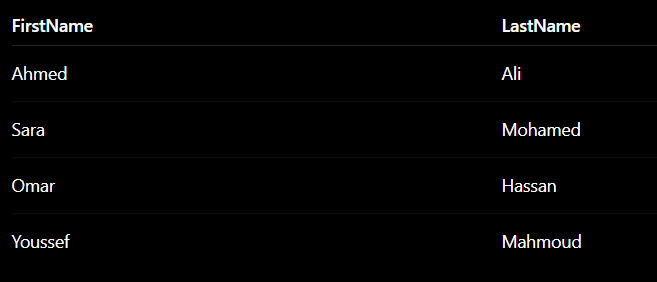 FirstName LastName
Ahmed Ali
Sara Mohamed
Omar Hassan
Youssef Mahmoud